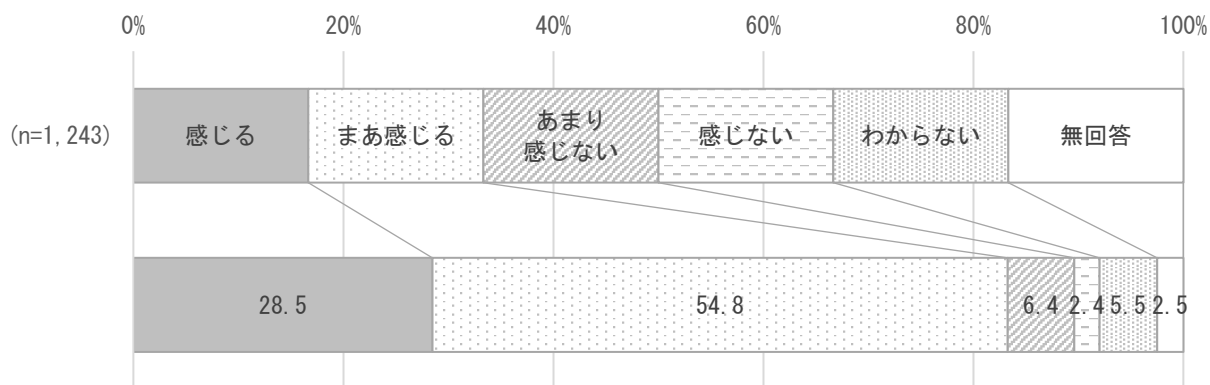 0% 20% 40% 60% 80% 100%
(n=1,243)
感じる まあ感じる あまり 感じない 感じない わからない 無回答
28.5 54.8 6.4 2.4 5.5 2.5